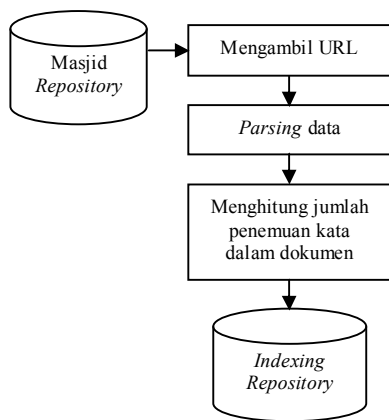 Masjid
Repository
Mengambil URL
Parsing data
Menghitung jumlah
penemuan kata
dalam dokumen
Indexing
Repository